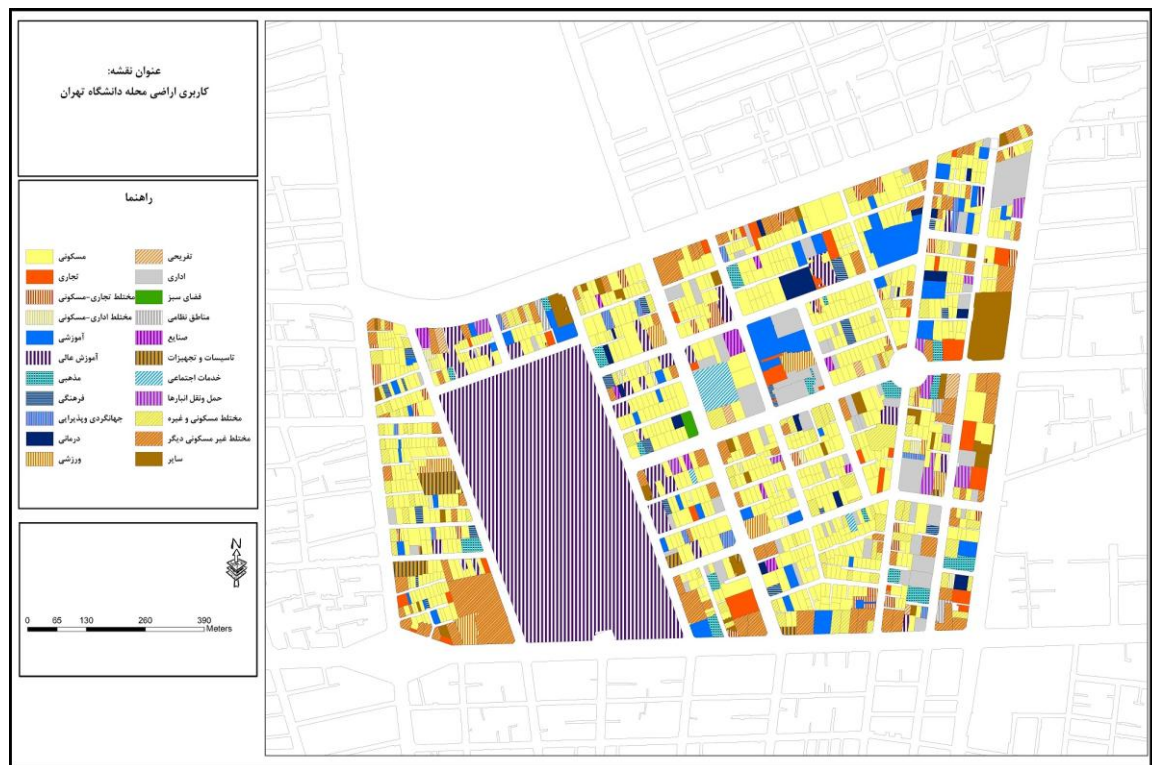 عنوان نقشه:
کاربری اراضی محله دانشگاه تهران
راهنما
مسکونی
تجاری
مختلط تجاری-مسکونی
مختلط اداری-مسکونی
آموزشی
آموزش عالی
مذهبی
فرهنگی
جهانگردی وپذیرایی
درمانی
ورزشی
تفریحی
اداری
فضای سبز
مناطق نظامی
صنایع
تاسیسات و تجهیزات
خدمات اجتماعی
حمل ونقل انبارها
مختلط مسکونی و غیره
مختلط غیر مسکونی دیگر
سایر
N
0 65 130 260 390
Meters